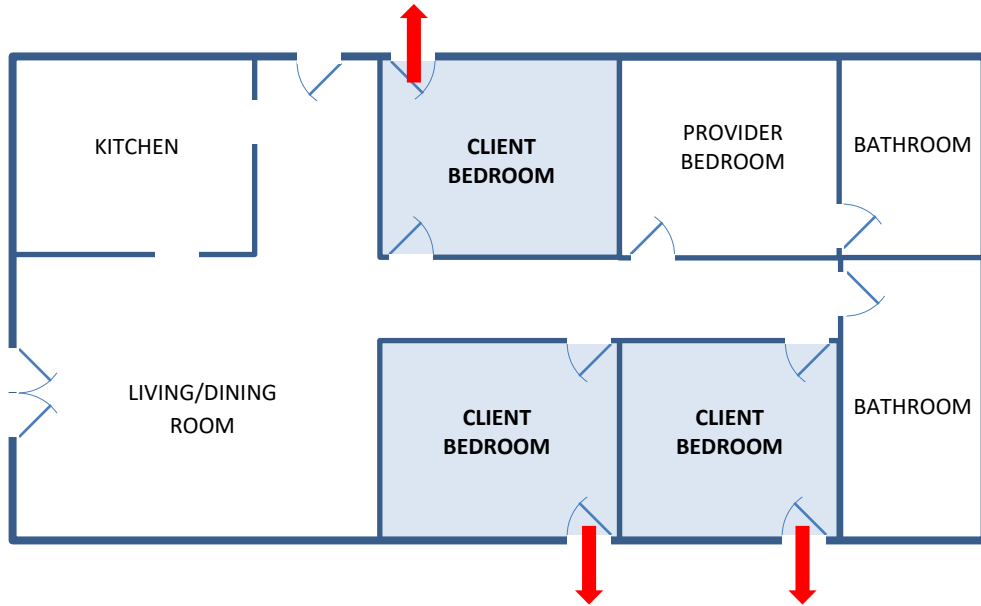 KITCHEN
CLIENT
BEDROOM
PROVIDER
BEDROOM
BATHROOM
LIVING/DINING
ROOM
CLIENT
BEDROOM
CLIENT
BEDROOM
BATHROOM